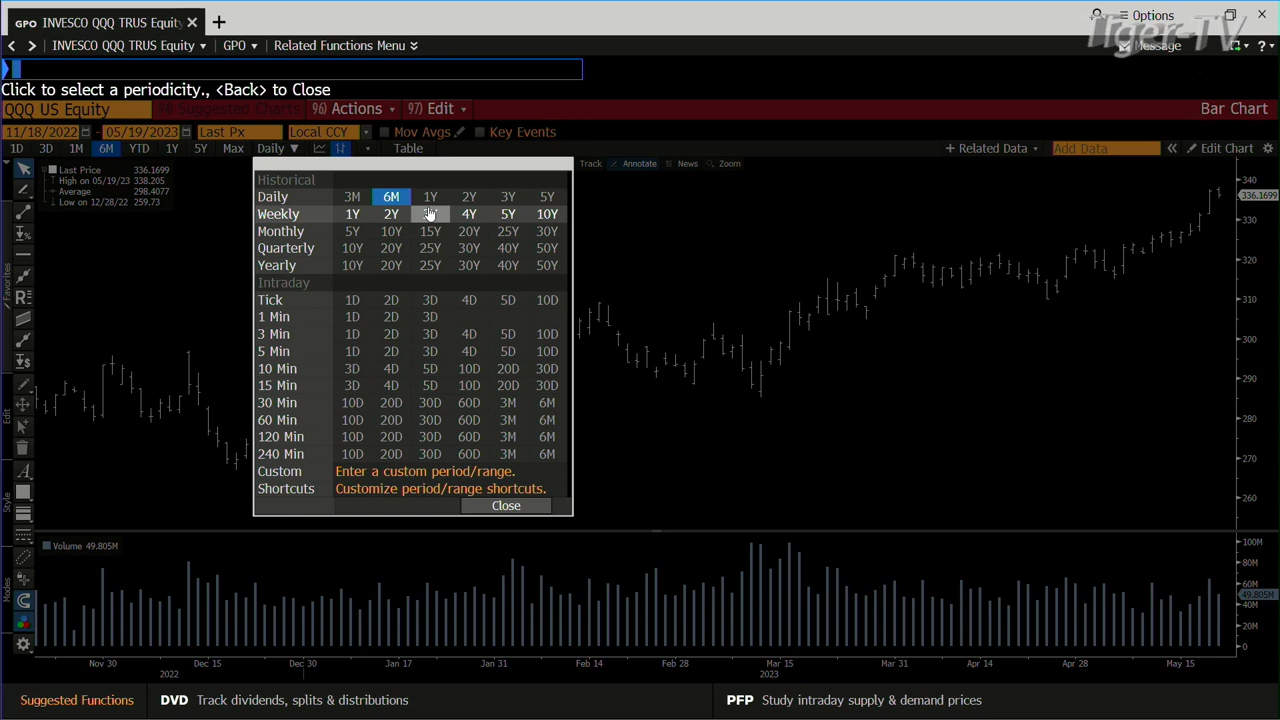 GPO INVESCO QQQ TRUS Equity
Options
Tiger-TV
INVESCO QQQ TRUS Equity GPO Related Functions Menu Message ?
Click to select a periodicity., <Back> to Close
QQQ US Equity 96) Suggested Charts 96) Actions 97) Edit Bar Chart
11/18/2022 - 05/19/2023 Last Px Local CCY Mov Avgs Key Events
1D 3D 1M 6M YTD 1Y 5Y Max Daily Table + Related Data Add Data Edit Chart
Track Annotate News Zoom
Last Price 336.1699
High on 05/19/23 338.205
Average 298.4077
Low on 12/28/22 259.73
Historical
Daily 3M 6M 1Y 2Y 3Y 5Y
Weekly 1Y 2Y 4Y 5Y 10Y
Monthly 5Y 10Y 15Y 20Y 25Y 30Y
Quarterly 10Y 20Y 25Y 30Y 40Y 50Y
Yearly 10Y 20Y 25Y 30Y 40Y 50Y
Intraday
Tick 1D 2D 3D 4D 5D 10D
1 Min 1D 2D 3D
3 Min 1D 2D 3D 4D 5D 10D
5 Min 1D 2D 3D 4D 5D 10D
10 Min 3D 4D 5D 10D 20D 30D
15 Min 3D 4D 5D 10D 20D 30D
30 Min 10D 20D 30D 60D 3M 6M
60 Min 10D 20D 30D 60D 3M 6M
120 Min 10D 20D 30D 60D 3M 6M
240 Min 10D 20D 30D 60D 3M 6M
Custom Enter a custom period/range.
Shortcuts Customize period/range shortcuts.
Close
340
336.1699
330
320
310
300
290
280
270
260
Favorites
Edit
Style
Modes
Volume 49.805M
100M
80M
60M
49.805M
40M
20M
0
Nov 30 Dec 15 Dec 30 Jan 17 Jan 31 Feb 14 Feb 28 Mar 15 Mar 31 Apr 14 Apr 28 May 15
2022 2023
Suggested Functions DVD Track dividends, splits & distributions PFP Study intraday supply & demand prices